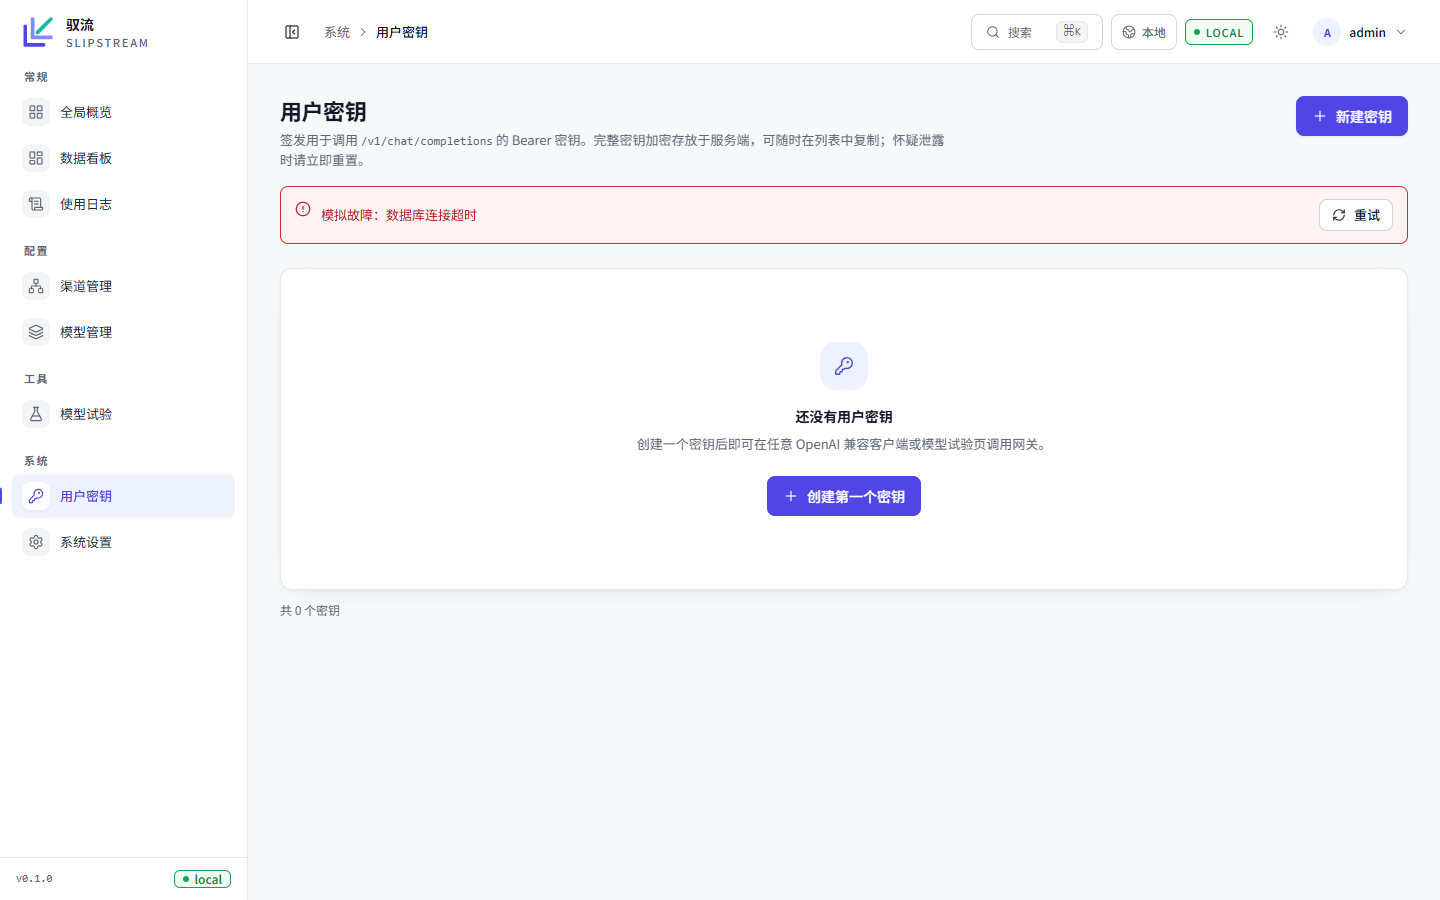 驭流
SLIPSTREAM
常规
全局概览
数据看板
使用日志
配置
渠道管理
模型管理
工具
模型试验
系统
用户密钥
系统设置
v0.1.0
local
系统
用户密钥
搜索
⌘K
本地
LOCAL
A
admin
用户密钥
签发用于调用 /v1/chat/completions 的 Bearer 密钥。完整密钥加密存放于服务端，可随时在列表中复制；怀疑泄露
时请立即重置。
新建密钥
模拟故障：数据库连接超时
重试
还没有用户密钥
创建一个密钥后即可在任意 OpenAI 兼容客户端或模型试验页调用网关。
创建第一个密钥
共 0 个密钥